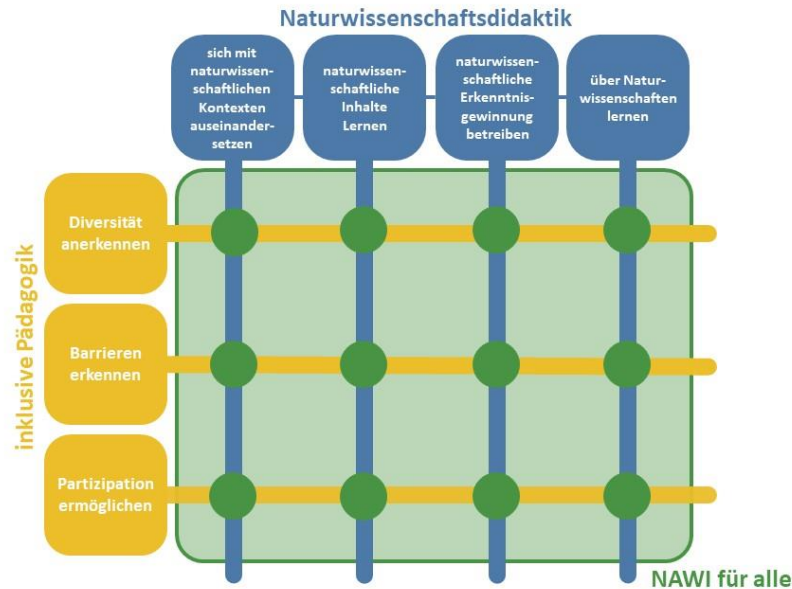 Naturwissenschaftsdidaktik
sich mit
naturwissen-
schaftlichen
Kontexten
auseinander-
setzen
naturwissen-
schaftliche
Inhalte
Lernen
naturwissen-
schaftliche
Erkenntnis-
gewinnung
betreiben
über Natur-
wissenschaften
lernen
inklusive Pädagogik
Diversität
anerkennen
Barrieren
erkennen
Partizipation
ermöglichen
NAWI für alle